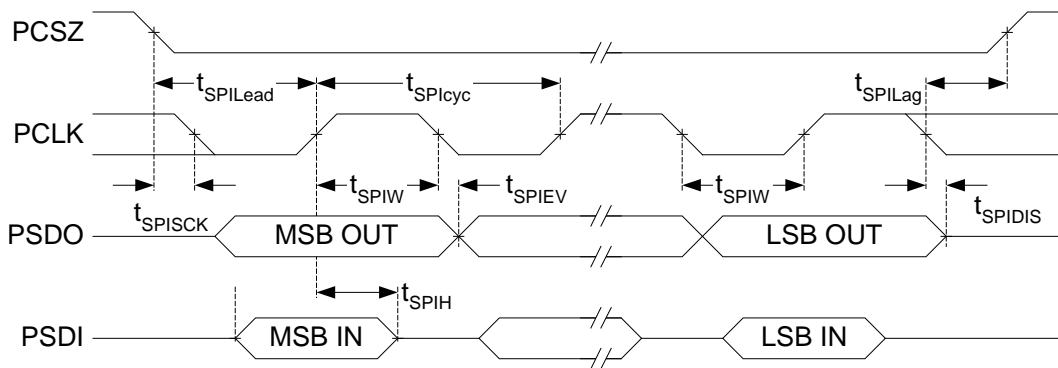 PCSZ
tSPILead tSPIcyc tSPILag
PCLK
tSPIW tSPIEV tSPIW
tSPISCK tSPIDIS
PSDO MSB OUT LSB OUT
tSPIH
PSDI MSB IN LSB IN